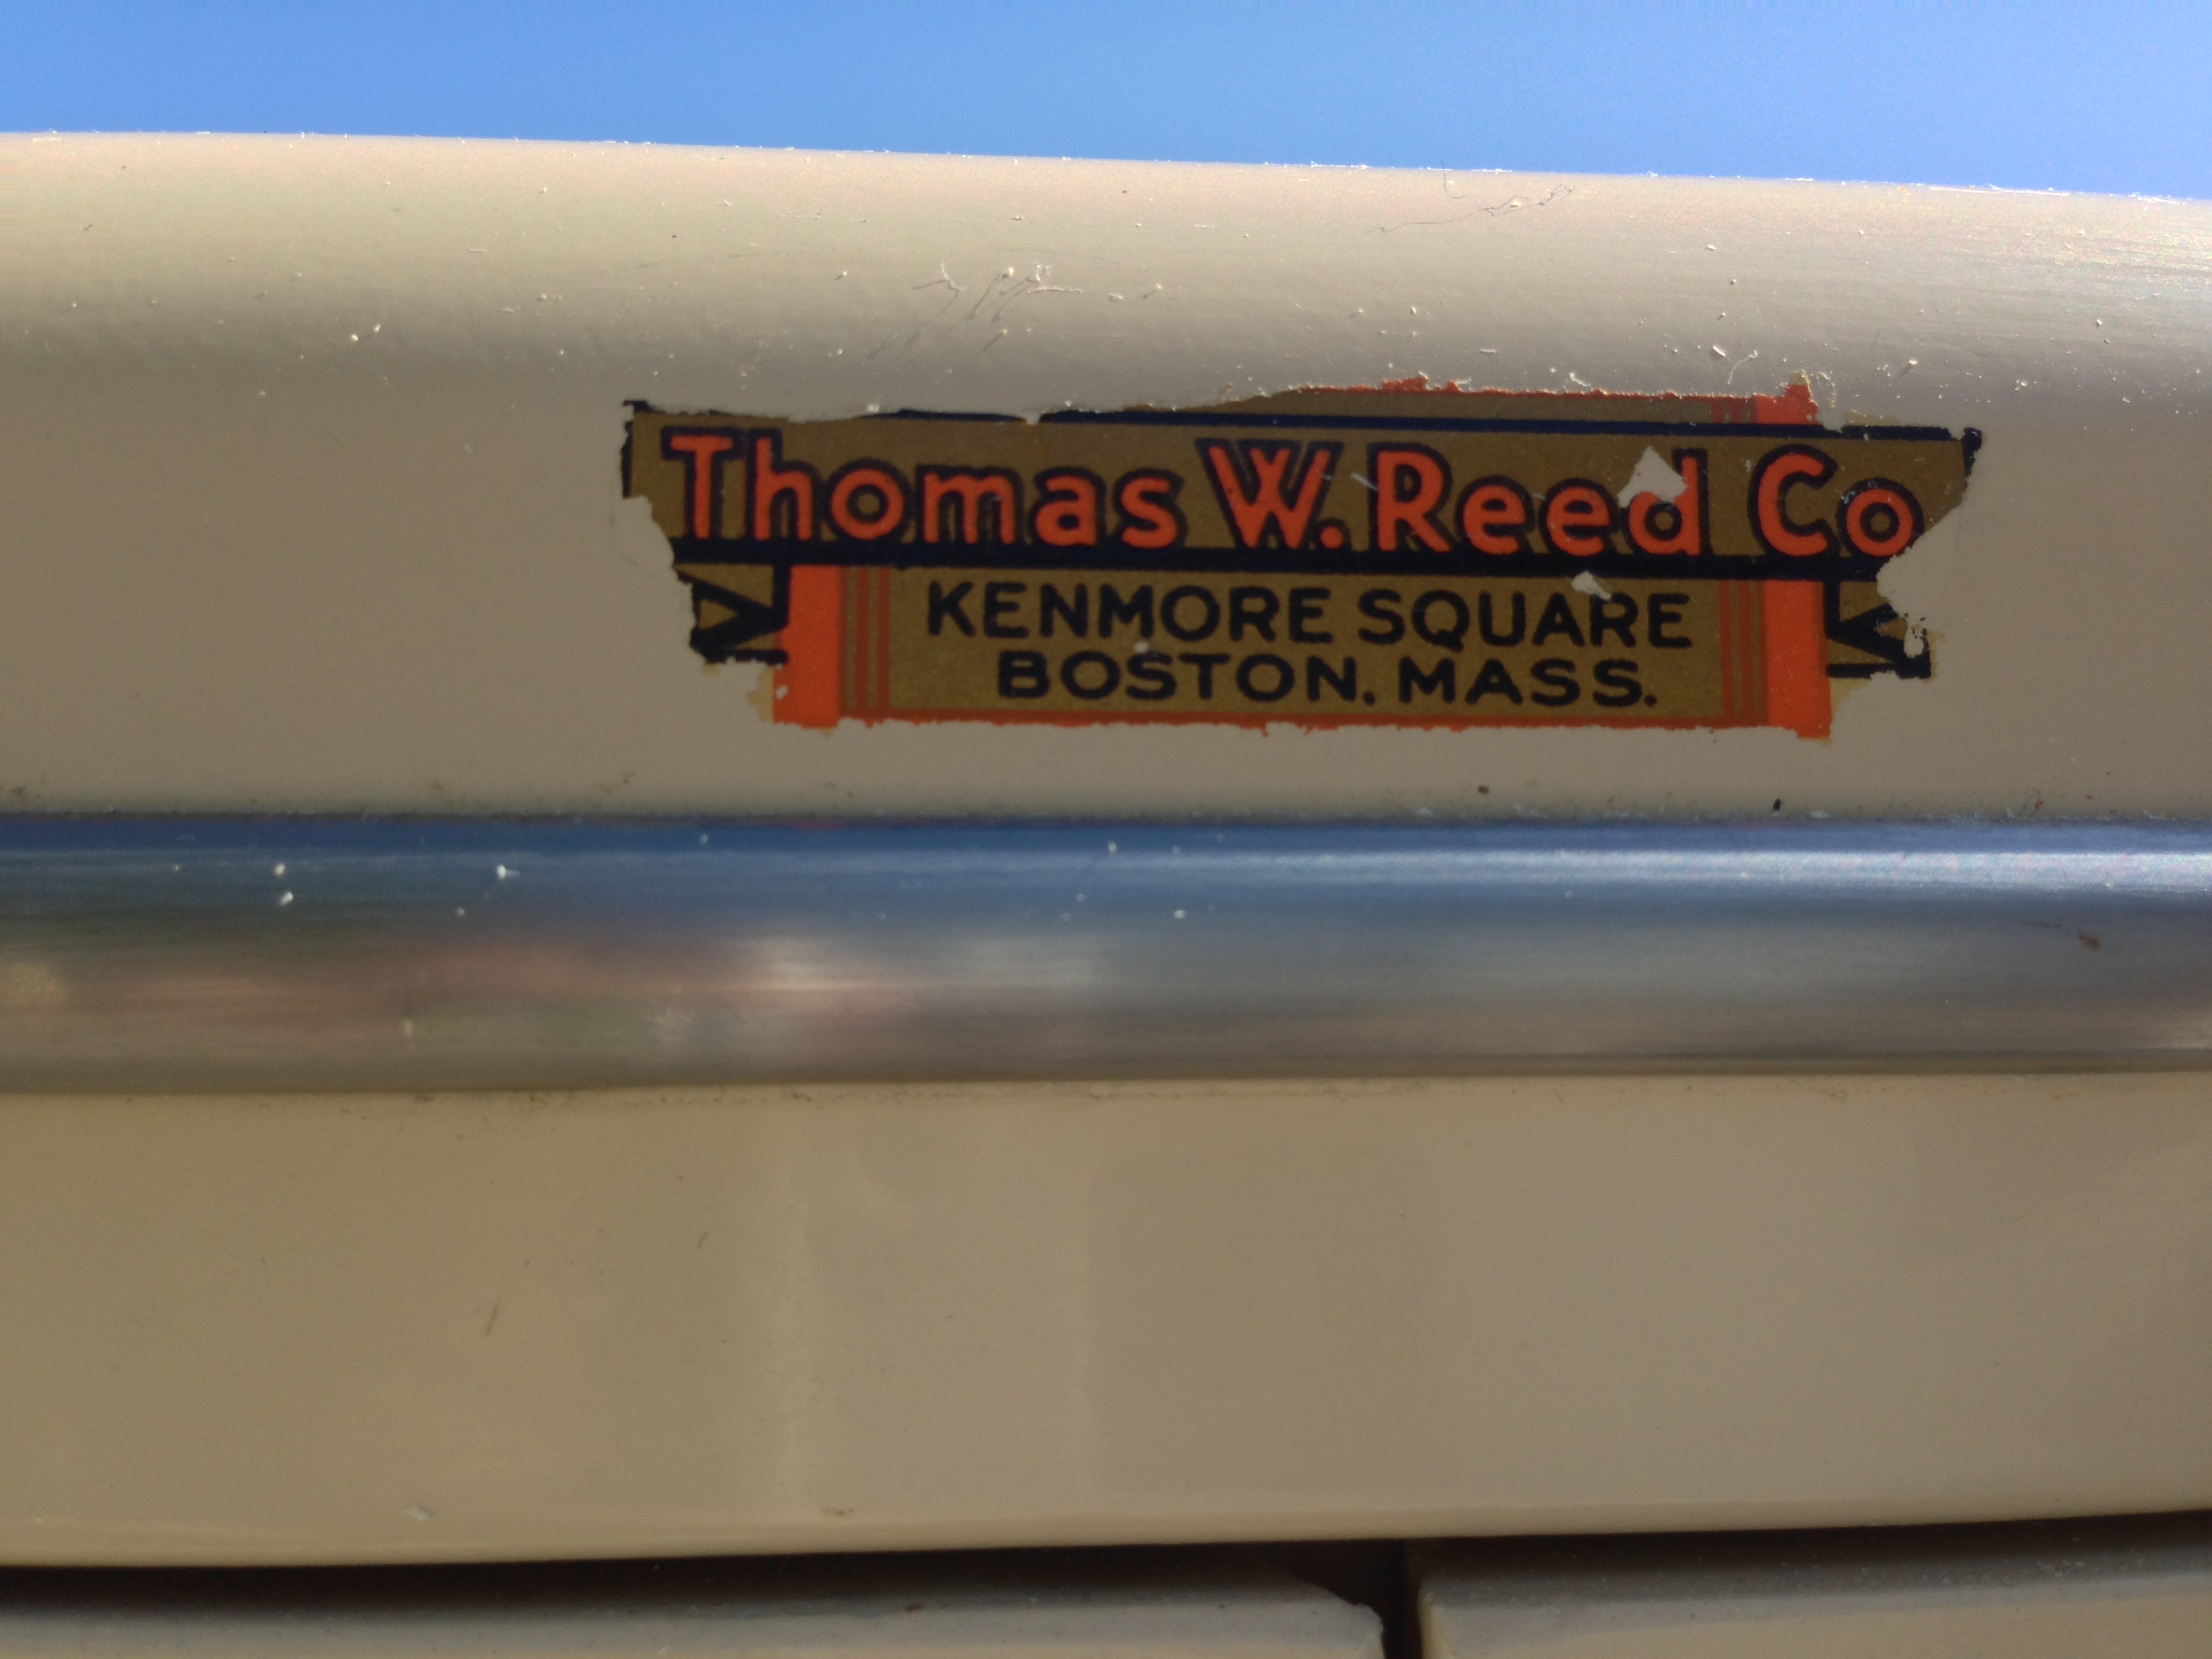 Thomas W. Reed Co
KENMORE SQUARE
BOSTON, MASS.